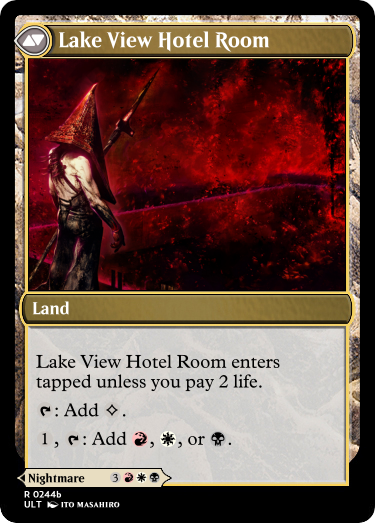 Lake View Hotel Room
Land
Lake View Hotel Room enters
tapped unless you pay 2 life.
: Add .
1 , : Add , , or .
Nightmare 3
R 0244b
ULT ITO MASAHIRO